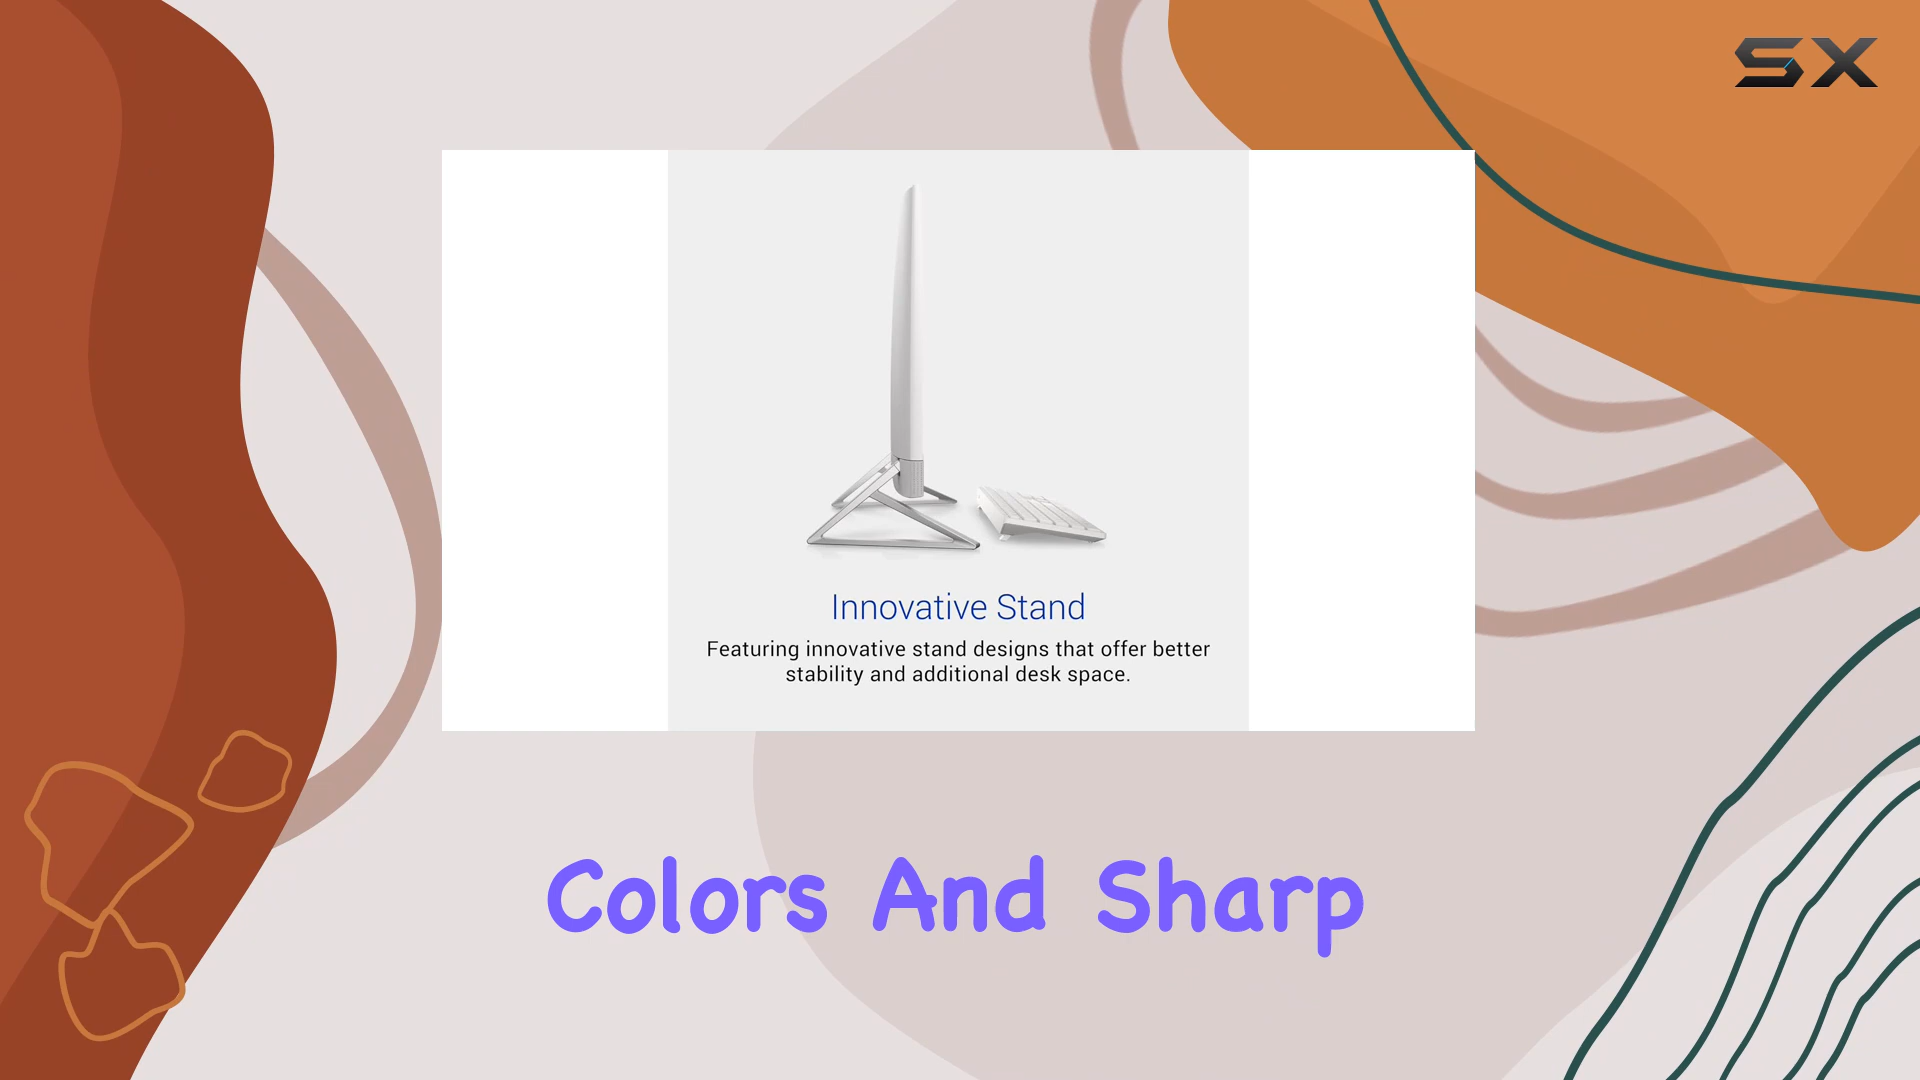 SX
Innovative Stand
Featuring innovative stand designs that offer better
stability and additional desk space.
Colors And Sharp